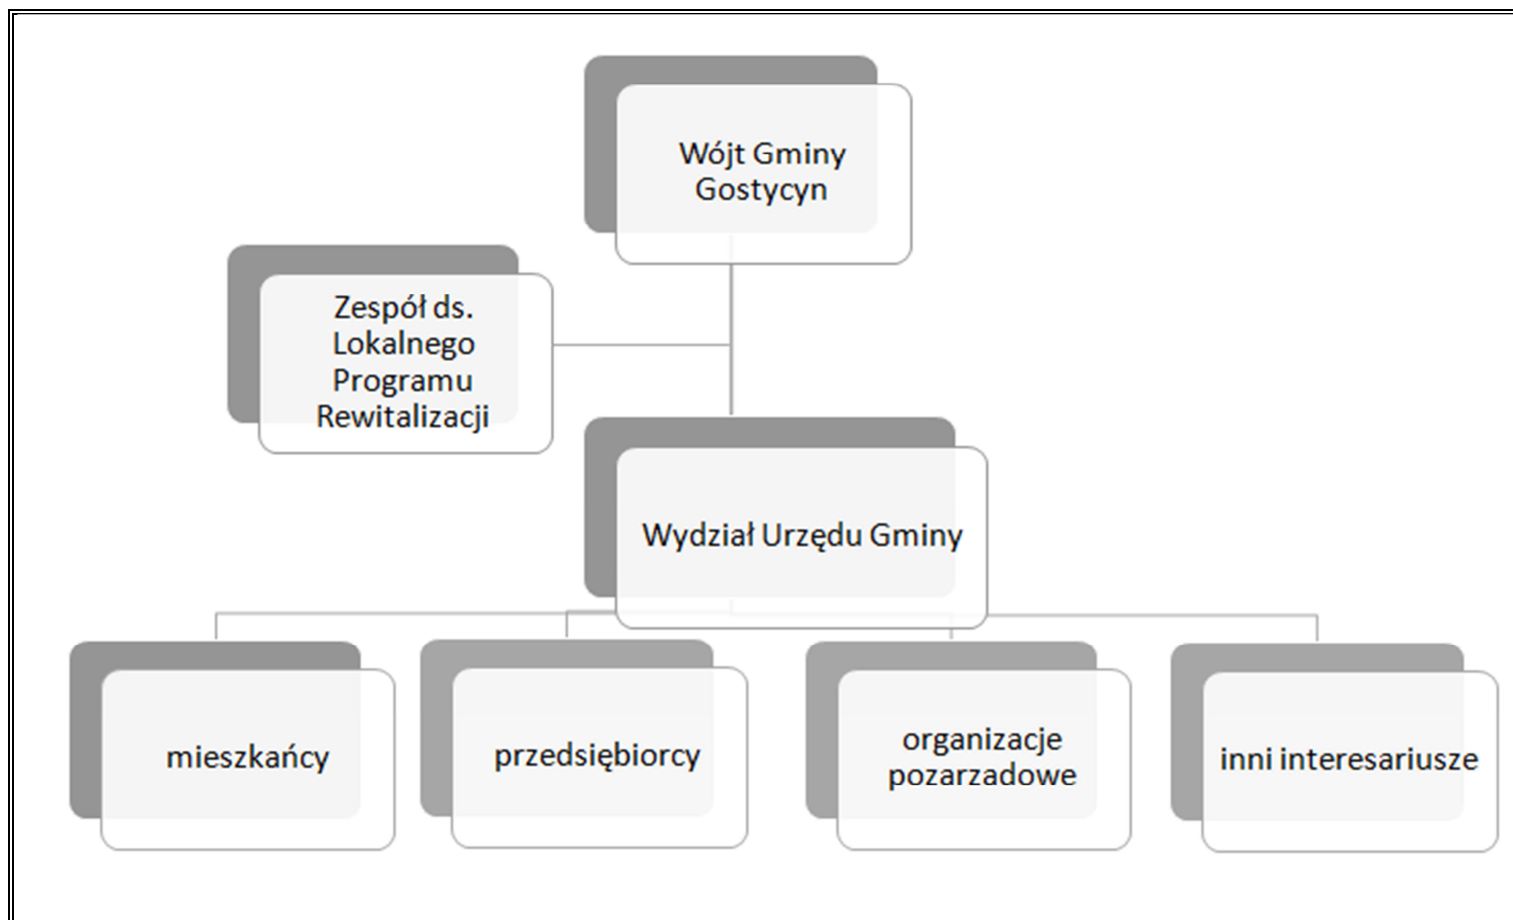 Wójt Gminy
Gostycyn
Zespół ds.
Lokalnego
Programu
Rewitalizacji
Wydział Urzędu Gminy
mieszkańcy
przedsiębiorcy
organizacje
pozarzadowe
inni interesariusze